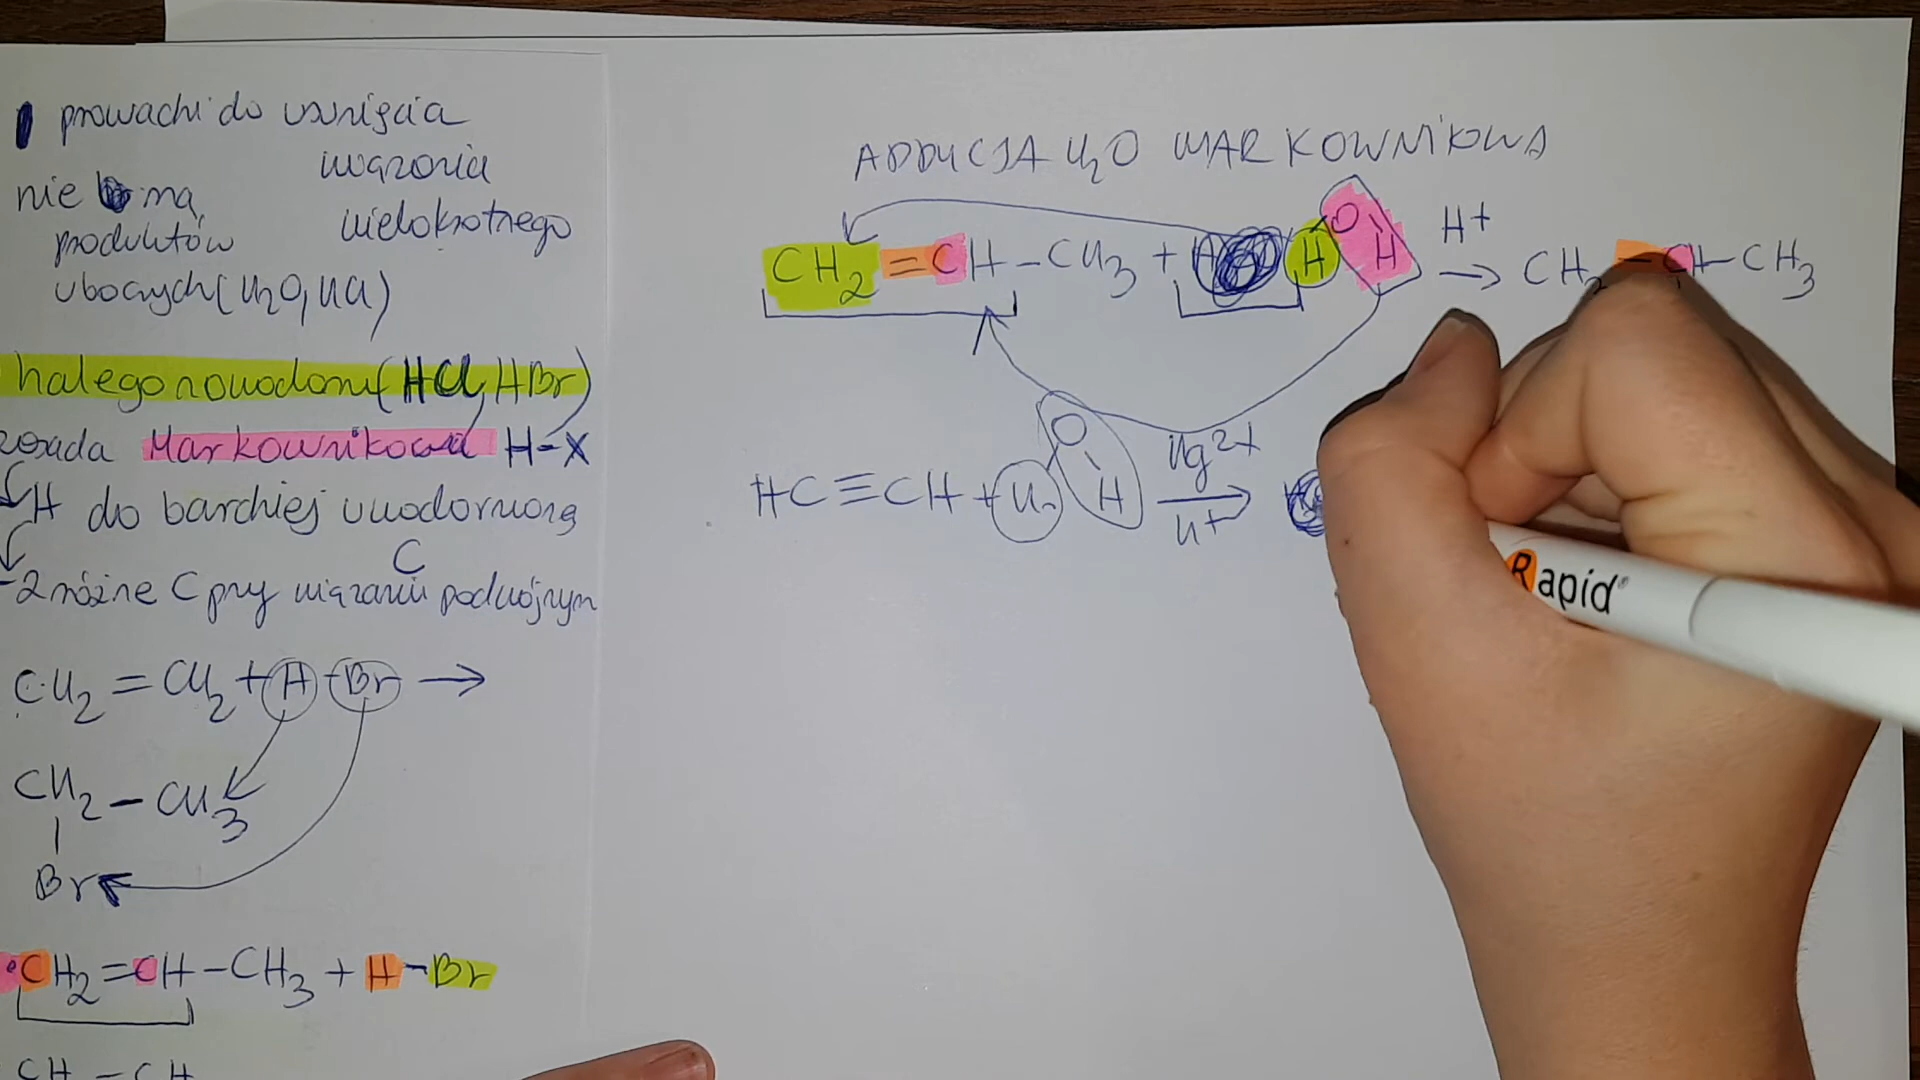 prowadzi do usunięcia
wiązania
nie ma
wielokrotnego
produktów
ubocznych (H2O, HCl)
halogenowodoru (HCl, HBr)
Markownikowa H-X
H do bardziej uwodornionego
C
- 2 różne C przy wiązaniu podwójnym
CH2 = CH2 + H - Br →
CH2 - CH3
|
Br
CH2 = CH - CH3 + H - Br
CH - CH
ADDYCJA H2O MARKOWNIKOWA
CH2 = CH - CH3 + H O H H+ → CH2 - CH - CH3
HC ≡ CH + H O H Hg2+ H+ →
Rapid